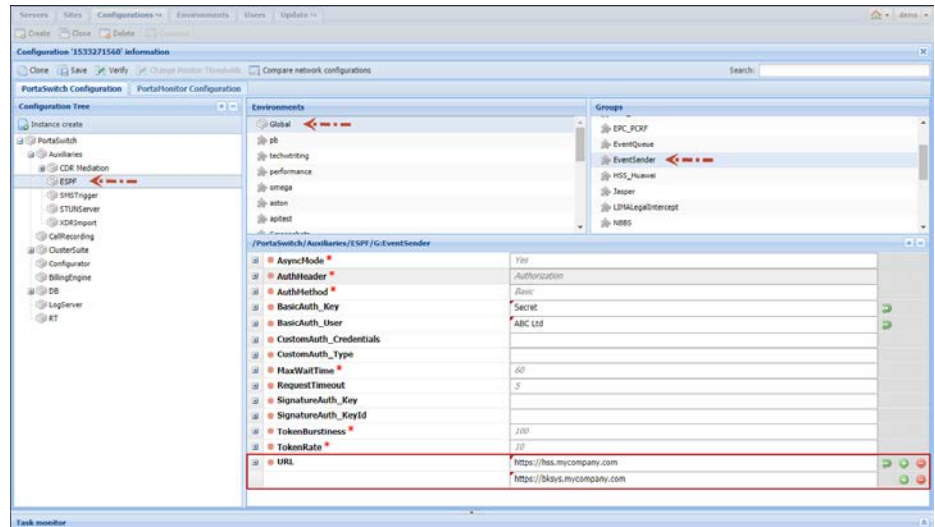 Servers Sites Configurations Environments Users Update
demo
Create Clone Delete
Configuration '1533271560' information
Clone Save Verify Change Monitor Thresholds Compare network configurations Search:
PortaSwitch Configuration PortaMonitor Configuration
Configuration Tree
Instance create
PortaSwitch
Auxiliaries
CDR Mediation
ESPF
SMSTrigger
STUNServer
XDRImport
CallRecording
ClusterSuite
Configurator
BillingEngine
DB
LogServer
RT
Environments
Global
pb
techwriting
performance
omega
aston
apitest
Groups
EPC_PCRF
EventQueue
EventSender
HSS_Huawei
Jasper
LIMALegalIntercept
NBBS
/PortaSwitch/Auxiliaries/ESPF/G:EventSender
AsyncMode * Yes
AuthHeader * Authorization
AuthMethod * Basic
BasicAuth_Key Secret
BasicAuth_User ABC Ltd
CustomAuth_Credentials
CustomAuth_Type
MaxWaitTime * 60
RequestTimeout 5
SignatureAuth_Key
SignatureAuth_KeyId
TokenBurstiness * 100
TokenRate * 10
URL https://hss.mycompany.com
https://bksys.mycompany.com
Task monitor